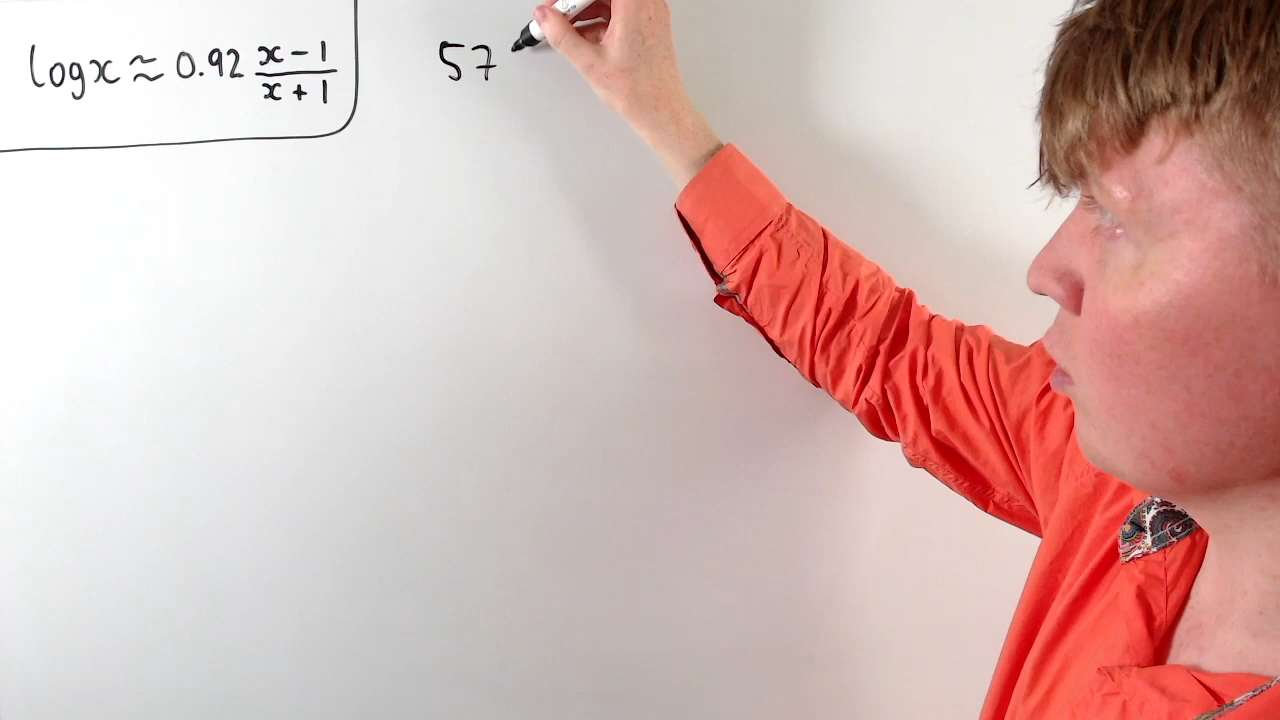 log x ≈ 0.92 (x - 1)/(x + 1)
57